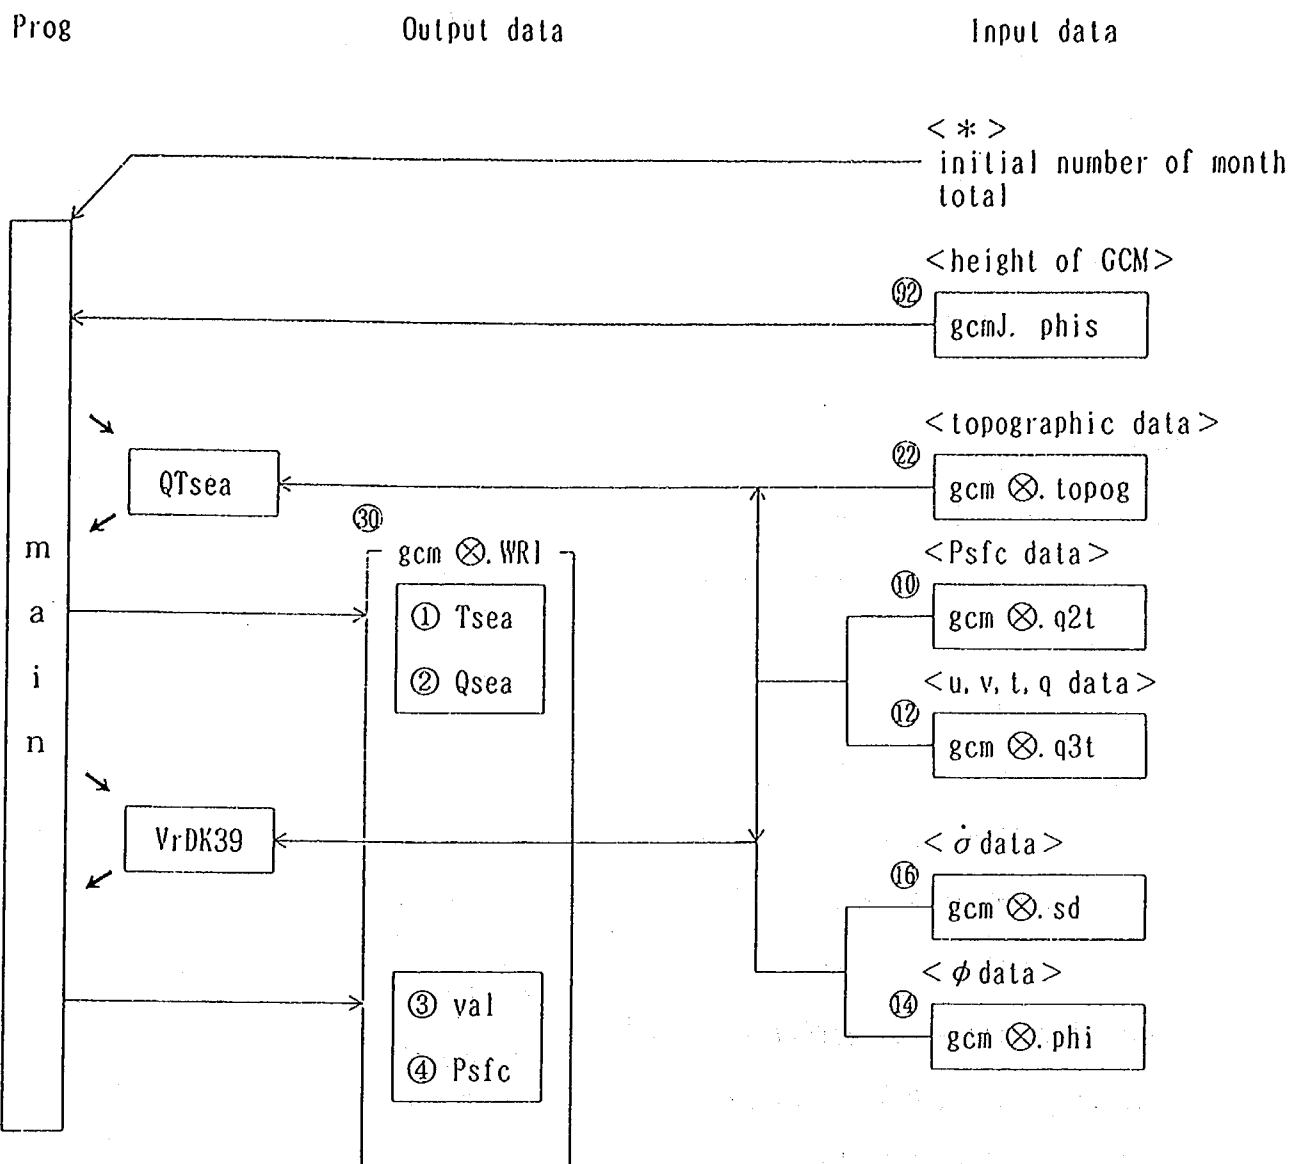 Prog Output data Input data
< * >
initial number of month
total
<height of GCM>
㉒
gcmJ. phis
<topographic data>
㉒
QTsea
gcm ⊗. topog
㉚
gcm ⊗. WRI
<Psfc data>
⑩
① Tsea
gcm ⊗. q2t
② Qsea
<u, v, t, q data>
⑫
gcm ⊗. q3t
main
VrDK39
<σ̇ data>
⑯
gcm ⊗. sd
<φ data>
⑭
③ val
gcm ⊗. phi
④ Psfc